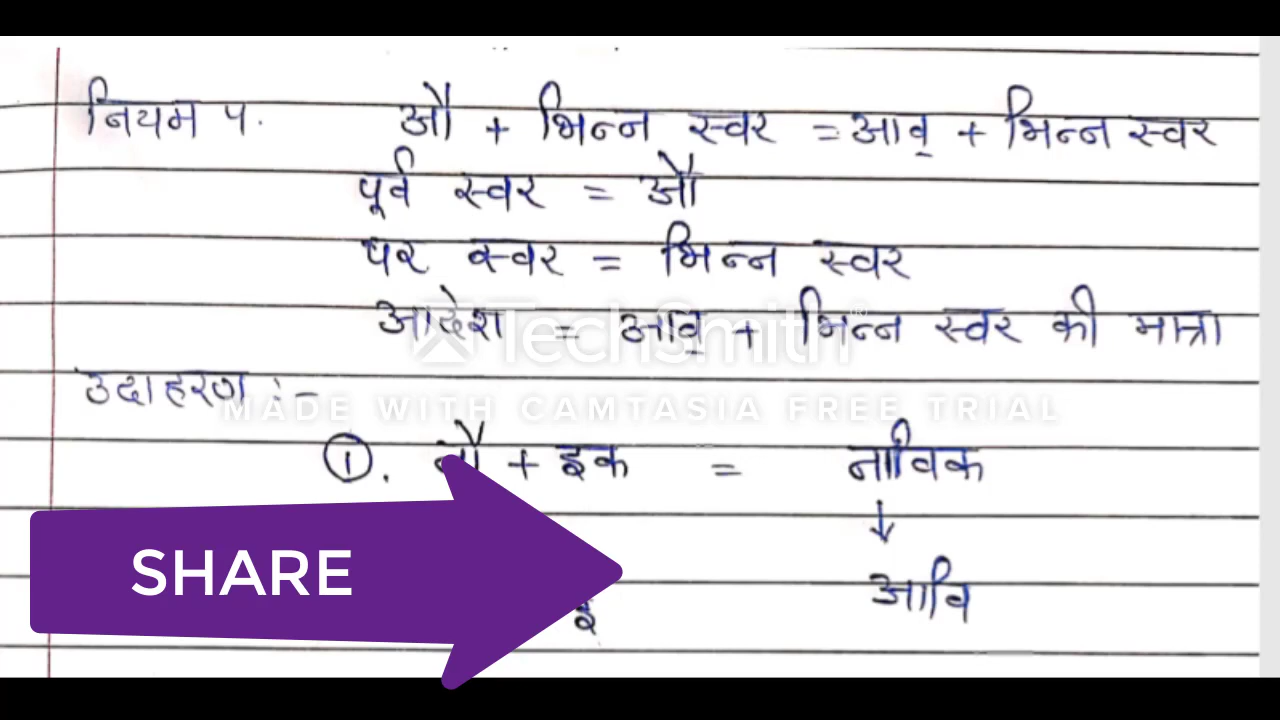 नियम ५. औ + भिन्न स्वर = आव् + भिन्न स्वर
पूर्व स्वर = औ
पर स्वर = भिन्न स्वर
आदेश = आव् + भिन्न स्वर की मात्रा
TechSmith®
उदाहरण :-
MADE WITH CAMTASIA FREE TRIAL
①. नौ + इक = नाविक
↓
SHARE
इ आवि